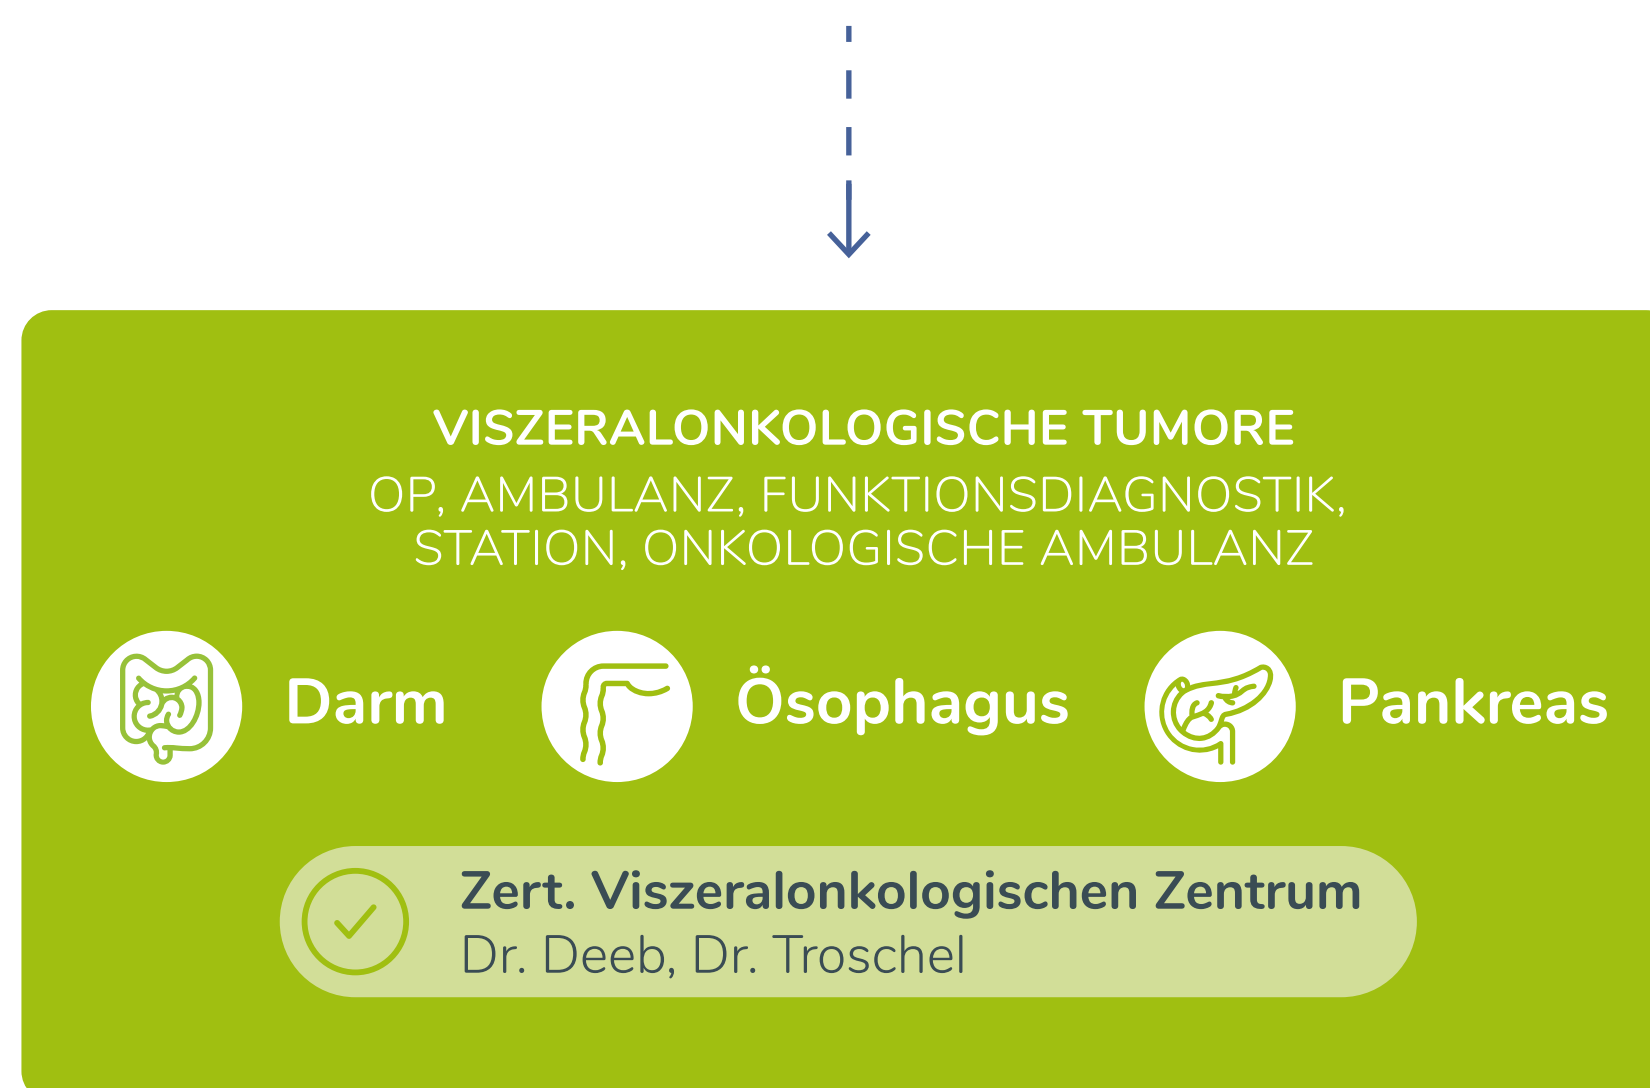 VISZERALONKOLOGISCHE TUMORE
OP, AMBULANZ, FUNKTIONSDIAGNOSTIK,
STATION, ONKOLOGISCHE AMBULANZ
Darm
Ösophagus
Pankreas
Zert. Viszeralonkologischen Zentrum
Dr. Deeb, Dr. Troschel